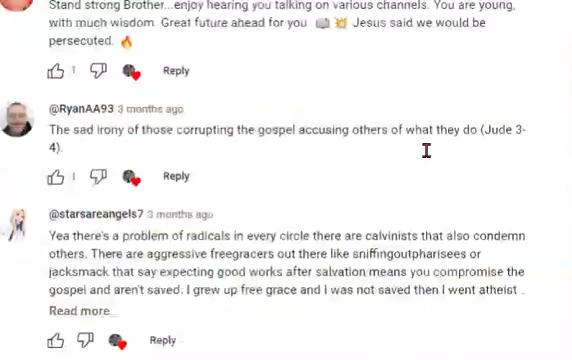 Stand strong Brother...enjoy hearing you talking on various channels. You are young,
with much wisdom. Great future ahead for you 📖 💥 Jesus said we would be
persecuted. 🔥
1 Reply
@RyanAA93 3 months ago
The sad irony of those corrupting the gospel accusing others of what they do (Jude 3-
4).
1 Reply
@starsareangels7 3 months ago
Yea there's a problem of radicals in every circle there are calvinists that also condemn
others. There are aggressive freegracers out there like sniffingoutpharisees or
jacksmack that say expecting good works after salvation means you compromise the
gospel and aren't saved. I grew up free grace and I was not saved then I went atheist ..
Read more
Reply